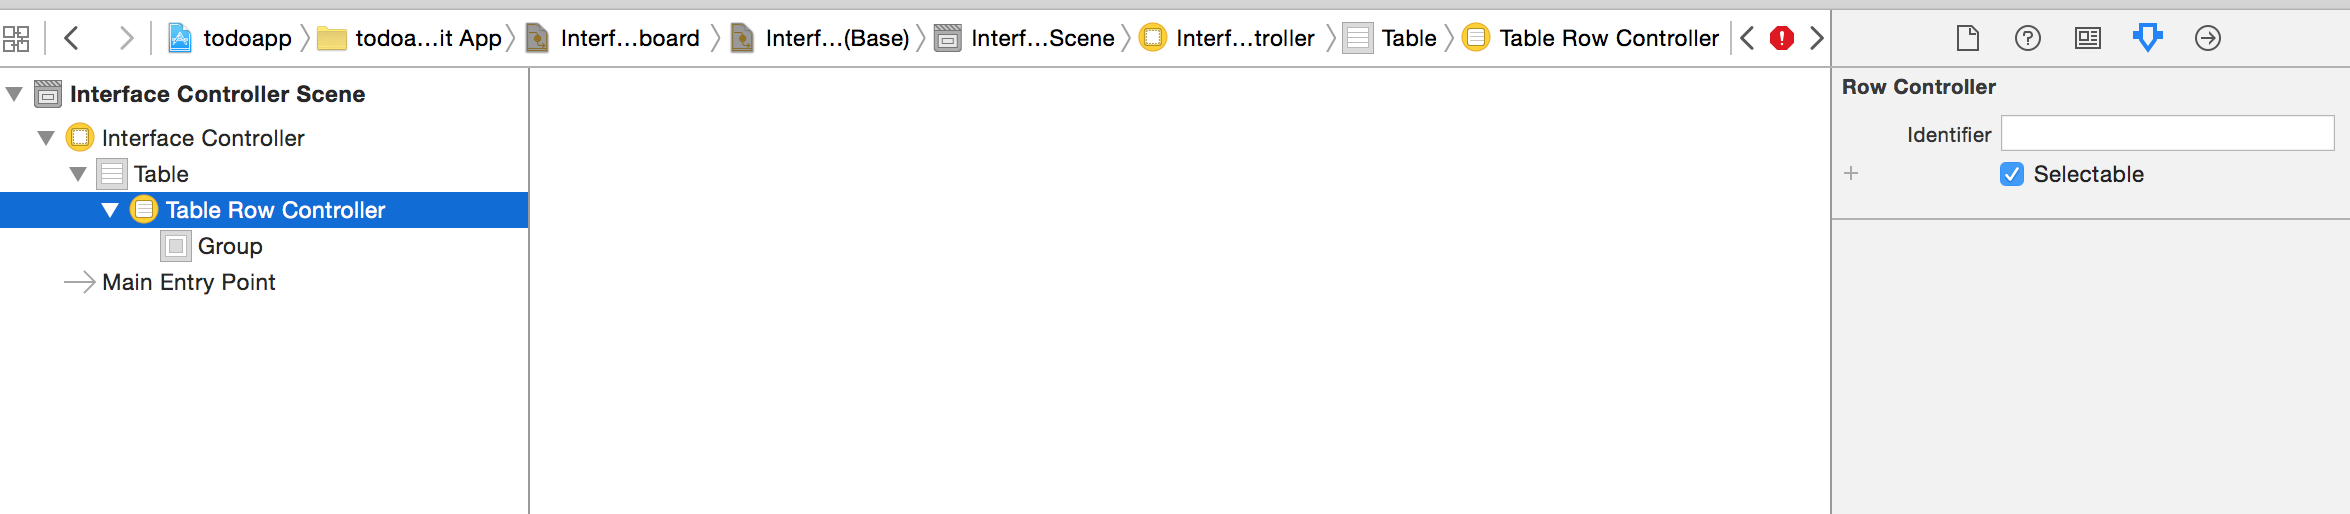 todoapp
todoa...it App
Interf...board
Interf...(Base)
Interf...Scene
Interf...troller
Table
Table Row Controller
Interface Controller Scene
Interface Controller
Table
Table Row Controller
Group
Main Entry Point
Row Controller
Identifier
Selectable